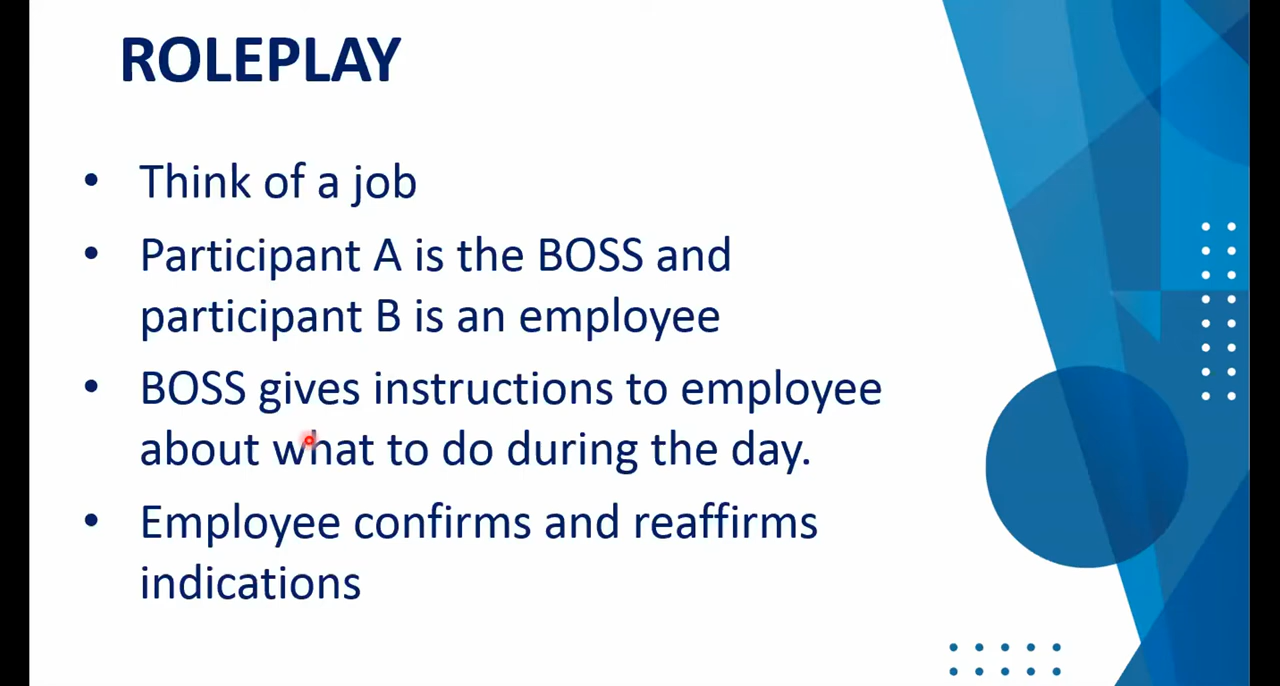 ROLEPLAY
• Think of a job
• Participant A is the BOSS and
participant B is an employee
• BOSS gives instructions to employee
about what to do during the day.
• Employee confirms and reaffirms
indications